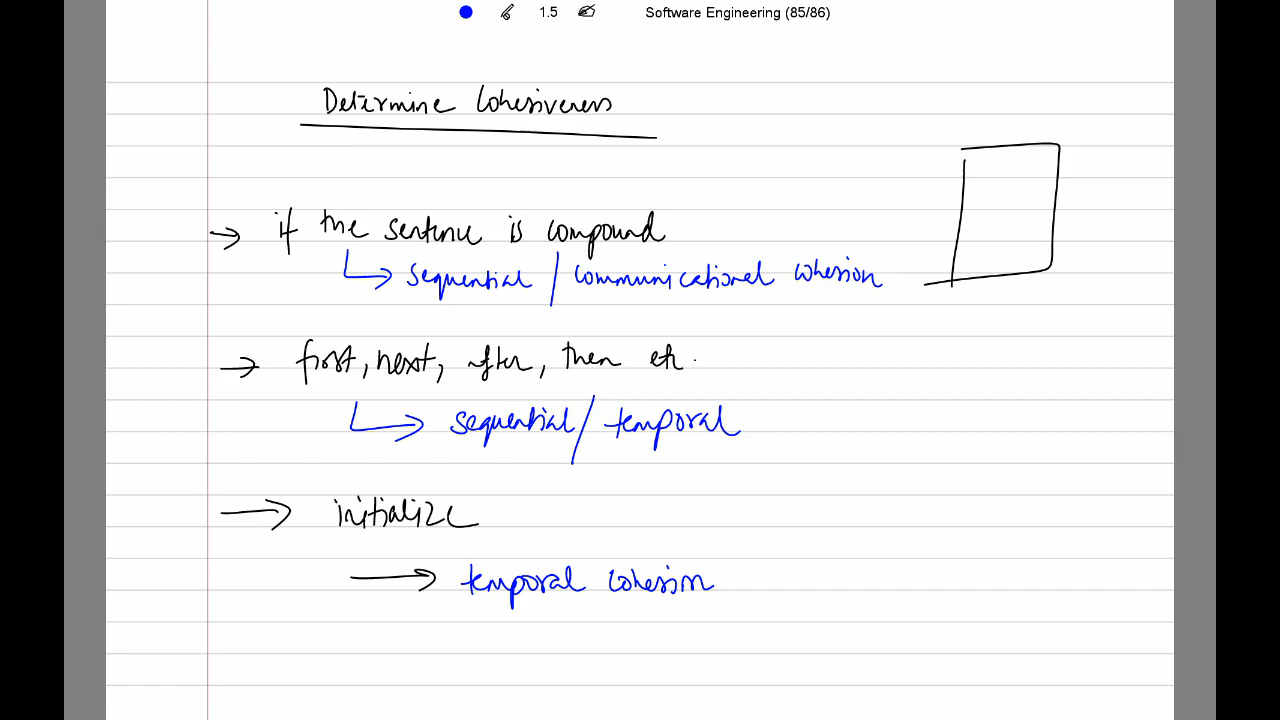 1.5 Software Engineering (85/86)
Determine Cohesiveness
→ if the sentence is compound
↳ sequential / communicational cohesion
→ first, next, after, then etc.
↳ sequential / temporal
→ initialize
→ temporal cohesion